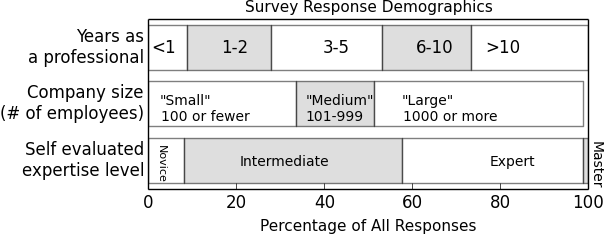 Survey Response Demographics
Years as
a professional
<1 1-2 3-5 6-10 >10
Company size
(# of employees)
"Small" "Medium" "Large"
100 or fewer 101-999 1000 or more
Self evaluated
expertise level
Novice Intermediate Expert Master
0 20 40 60 80 100
Percentage of All Responses